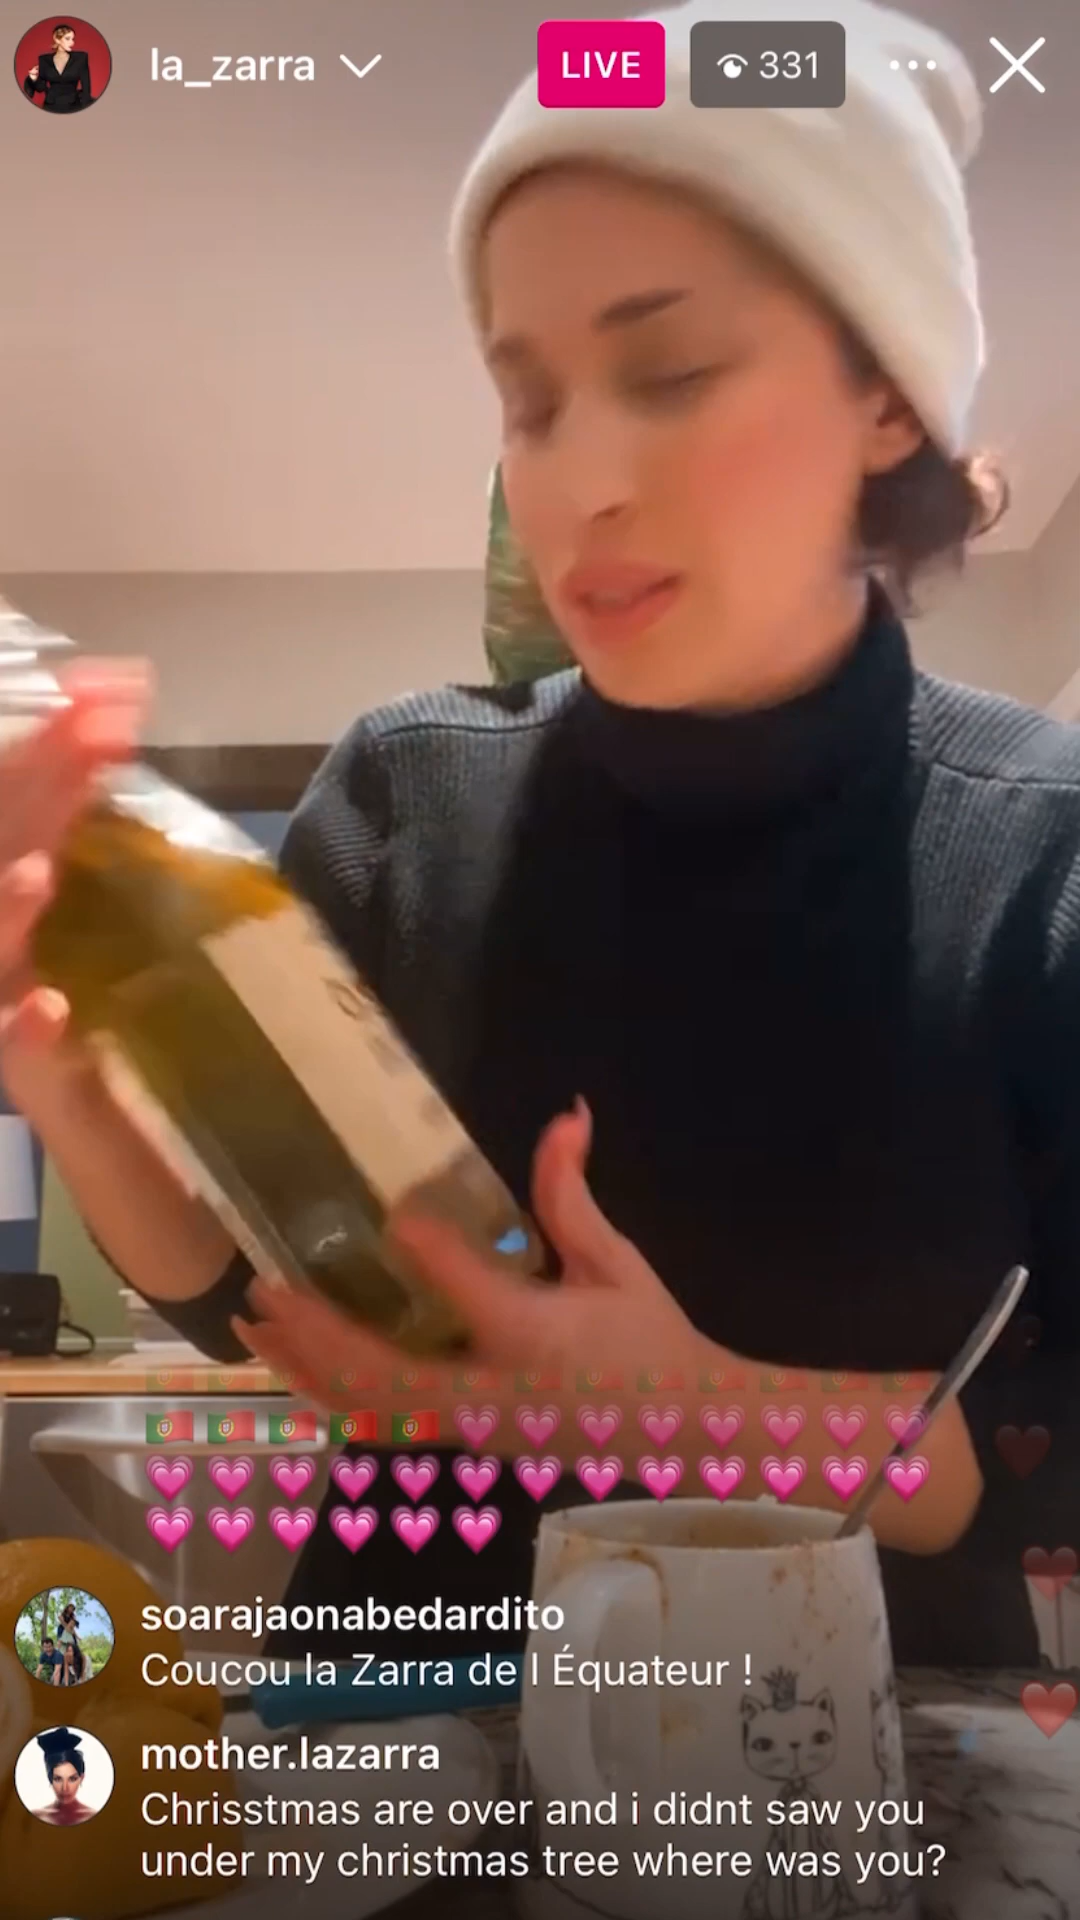 la_zarra
LIVE
331
soarajaonabedardito
Coucou la Zarra de l Équateur !
mother.lazarra
Chrisstmas are over and i didnt saw you
under my christmas tree where was you?